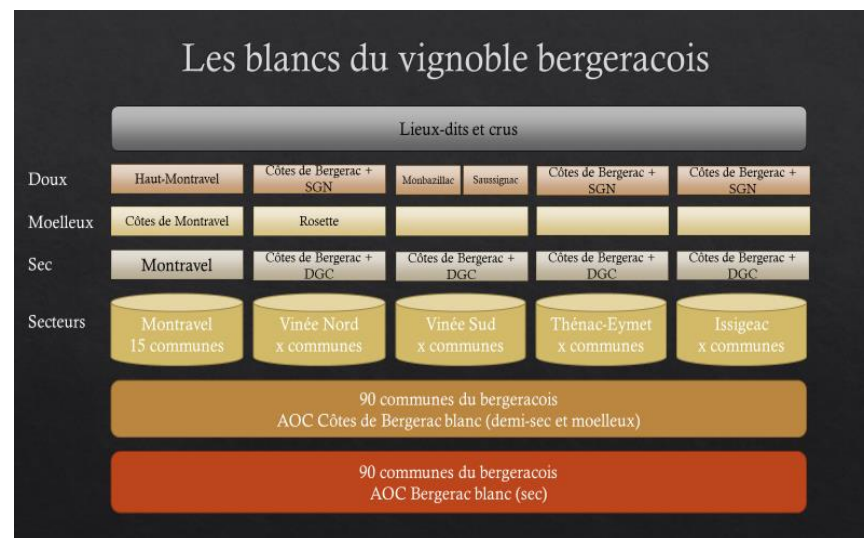 Les blancs du vignoble bergeracois
Lieux-dits et crus
Doux
Haut-Montravel
Côtes de Bergerac +
SGN
Monbazillac
Saussignac
Côtes de Bergerac +
SGN
Côtes de Bergerac +
SGN
Moelleux
Côtes de Montravel
Rosette
Sec
Montravel
Côtes de Bergerac +
DGC
Côtes de Bergerac +
DGC
Côtes de Bergerac +
DGC
Côtes de Bergerac +
DGC
Secteurs
Montravel
15 communes
Vinée Nord
x communes
Vinée Sud
x communes
Thénac-Eymet
x communes
Issigeac
x communes
90 communes du bergeracois
AOC Côtes de Bergerac blanc (demi-sec et moelleux)
90 communes du bergeracois
AOC Bergerac blanc (sec)